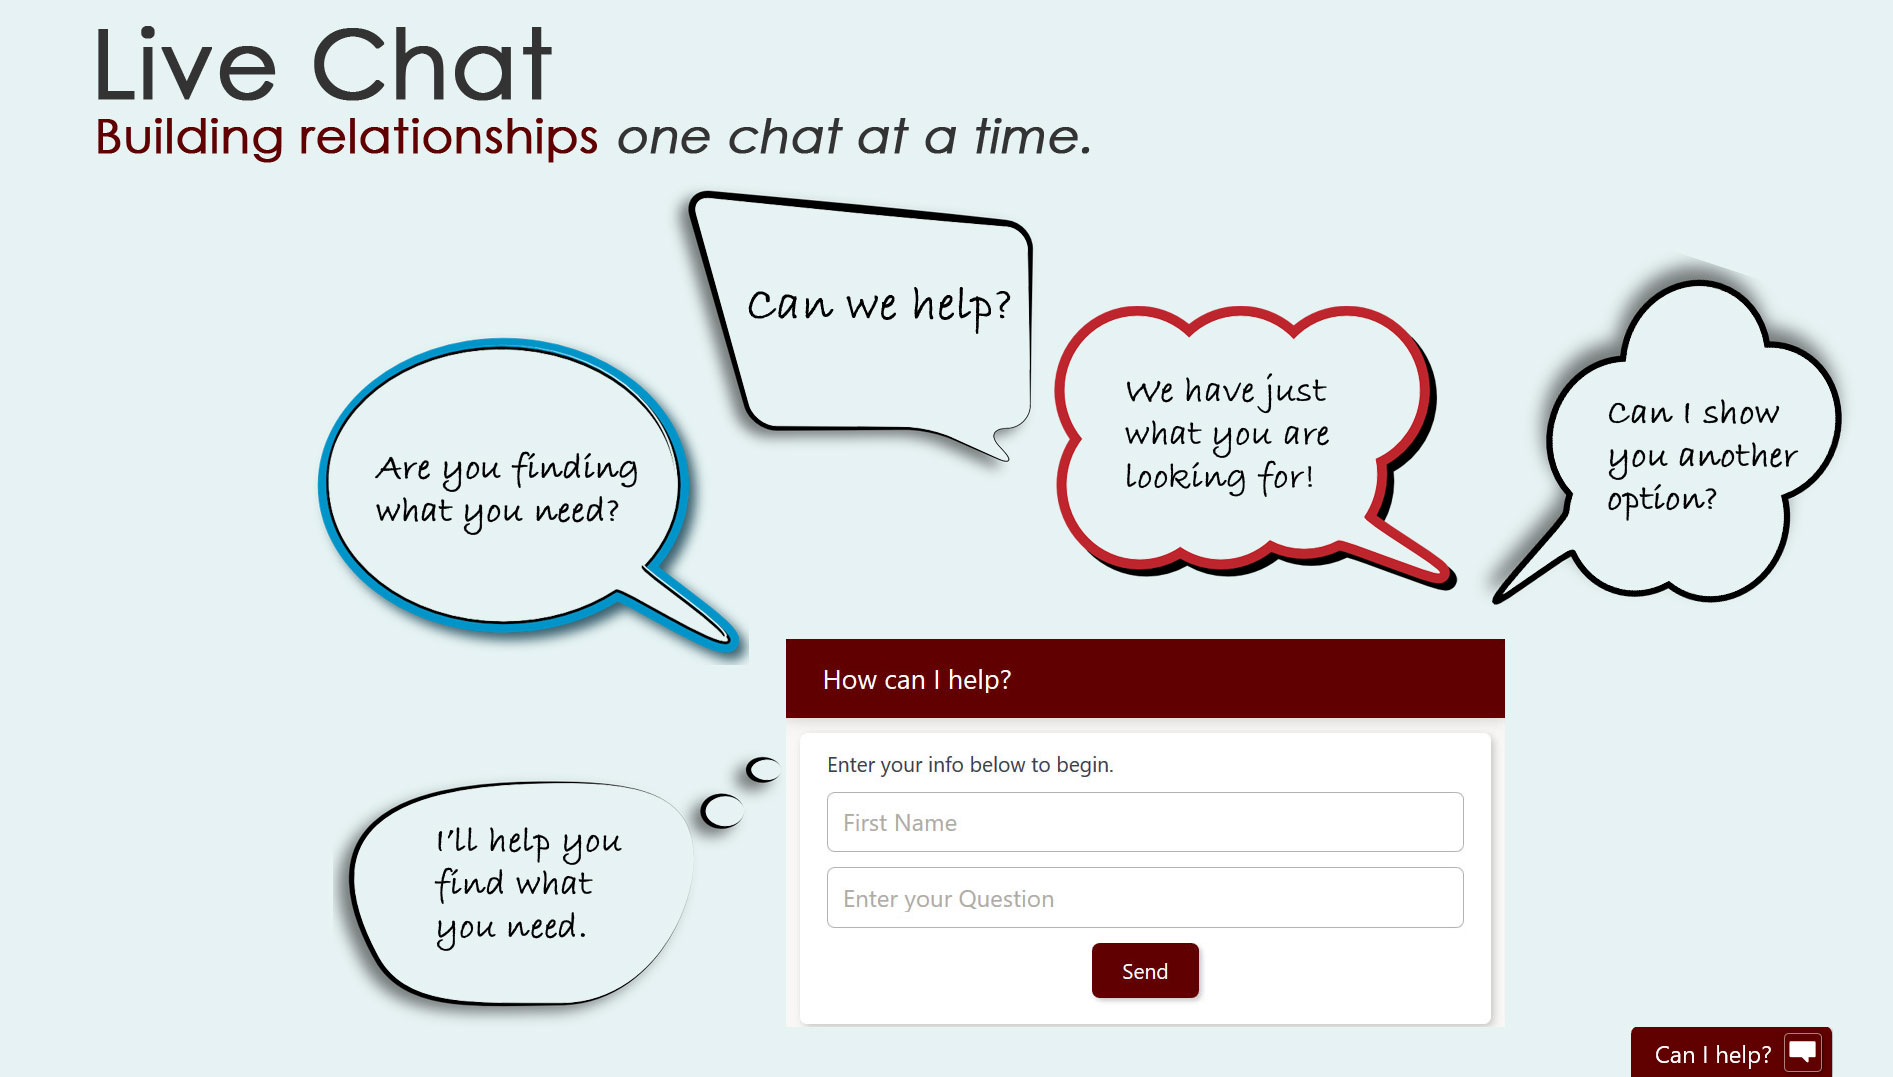 Live Chat
Building relationships one chat at a time.
Can we help?
Are you finding
what you need?
We have just
what you are
looking for!
Can I show
you another
option?
How can I help?
Enter your info below to begin.
First Name
Enter your Question
Send
I'll help you
find what
you need.
Can I help?